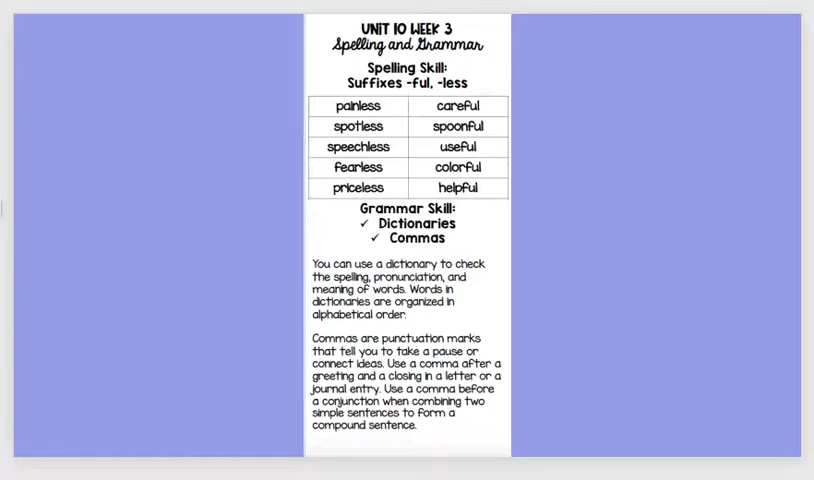 UNIT 10 WEEK 3
Spelling and Grammar
Spelling Skill:
Suffixes -ful, -less
painless careful
spotless spoonful
speechless useful
fearless colorful
priceless helpful
Grammar Skill:
✓ Dictionaries
✓ Commas
You can use a dictionary to check
the spelling, pronunciation, and
meaning of words. Words in
dictionaries are organized in
alphabetical order.
Commas are punctuation marks
that tell you to take a pause or
connect ideas. Use a comma after a
greeting and a closing in a letter or a
journal entry. Use a comma before
a conjunction when combining two
simple sentences to form a
compound sentence.